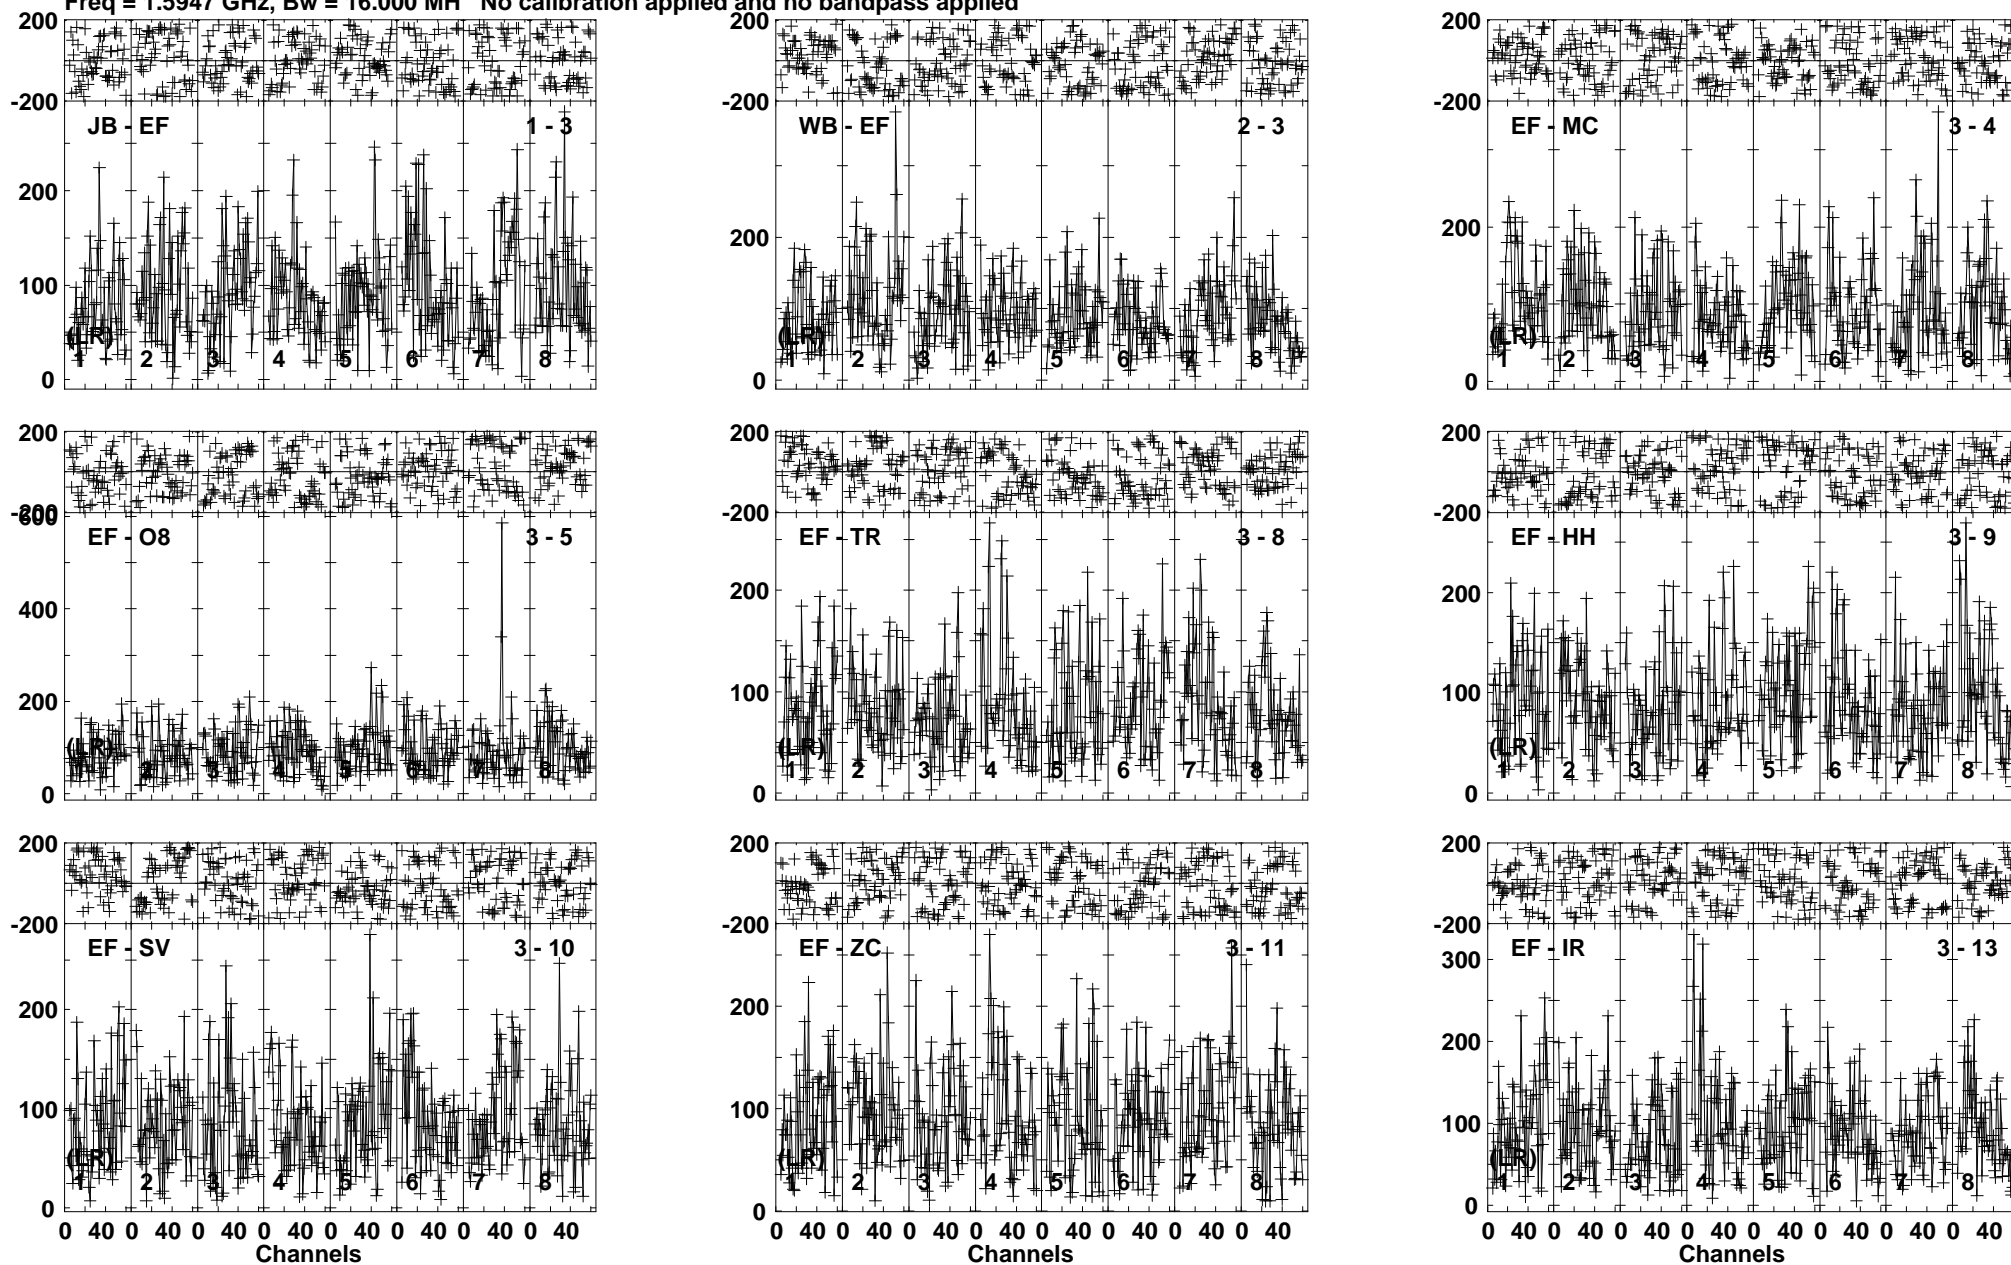 Freq = 1.5947 GHz, Bw = 16.000 MH No calibration applied and no bandpass applied
200 200 200
-200 -200 -200
JB - EF 1 - 3 WB - EF 2 - 3 EF - MC 3 - 4
200 200 200
100
(LR) (LR) (LR)
1 2 3 4 5 6 7 8 1 2 3 4 5 6 7 8 1 2 3 4 5 6 7 8
0 0 0
200 200 200
-200 -200 -200
600
EF - O8 3 - 5 EF - TR 3 - 8 EF - HH 3 - 9
400 200 200
200 100 100
(LR) (LR) (LR)
1 2 3 4 5 6 7 8 1 2 3 4 5 6 7 8 1 2 3 4 5 6 7 8
0 0 0
200 200 200
-200 -200 -200
EF - SV 3 - 10 EF - ZC 3 - 11 EF - IR 3 - 13
300
200 200 200
100 100 100
(LR) (LR) (LR)
1 2 3 4 5 6 7 8 1 2 3 4 5 6 7 8 1 2 3 4 5 6 7 8
0 0 0
0 40 0 40 0 40 0 40 0 40 0 40 0 40 0 40 0 40 0 40 0 40 0 40 0 40 0 40 0 40 0 40 0 40 0 40 0 40 0 40 0 40 0 40 0 40 0 40
Channels Channels Channels